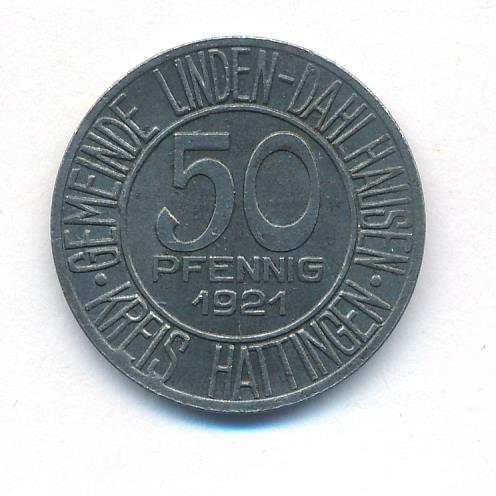 GEMEINDE LINDEN-DAHLHAUSEN
· KREIS HATTINGEN ·
50
PFENNIG
1921